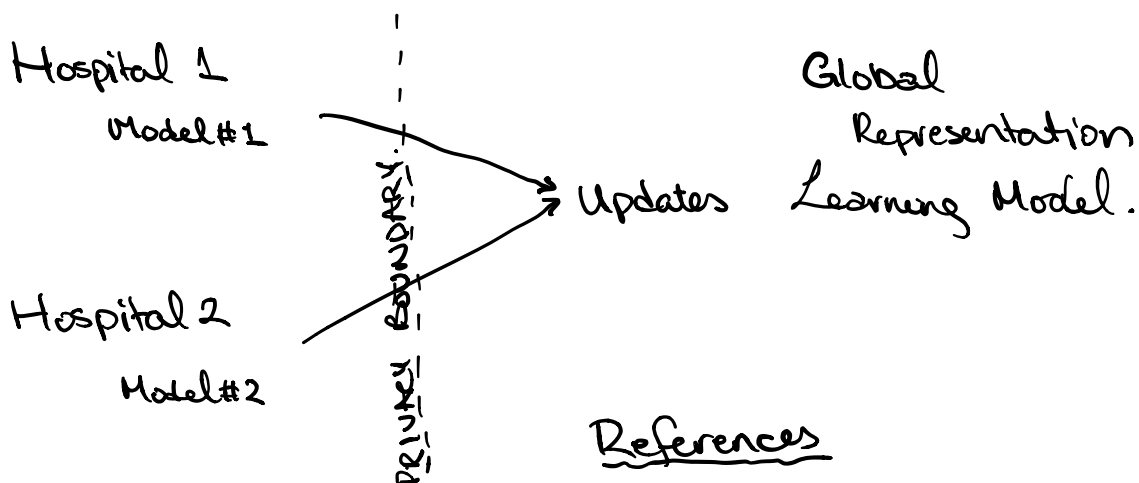 Hospital 1
Model #1
Hospital 2
Model #2
PRIVACY BOUNDARY.
Updates
Global
Representation
Learning Model.
References